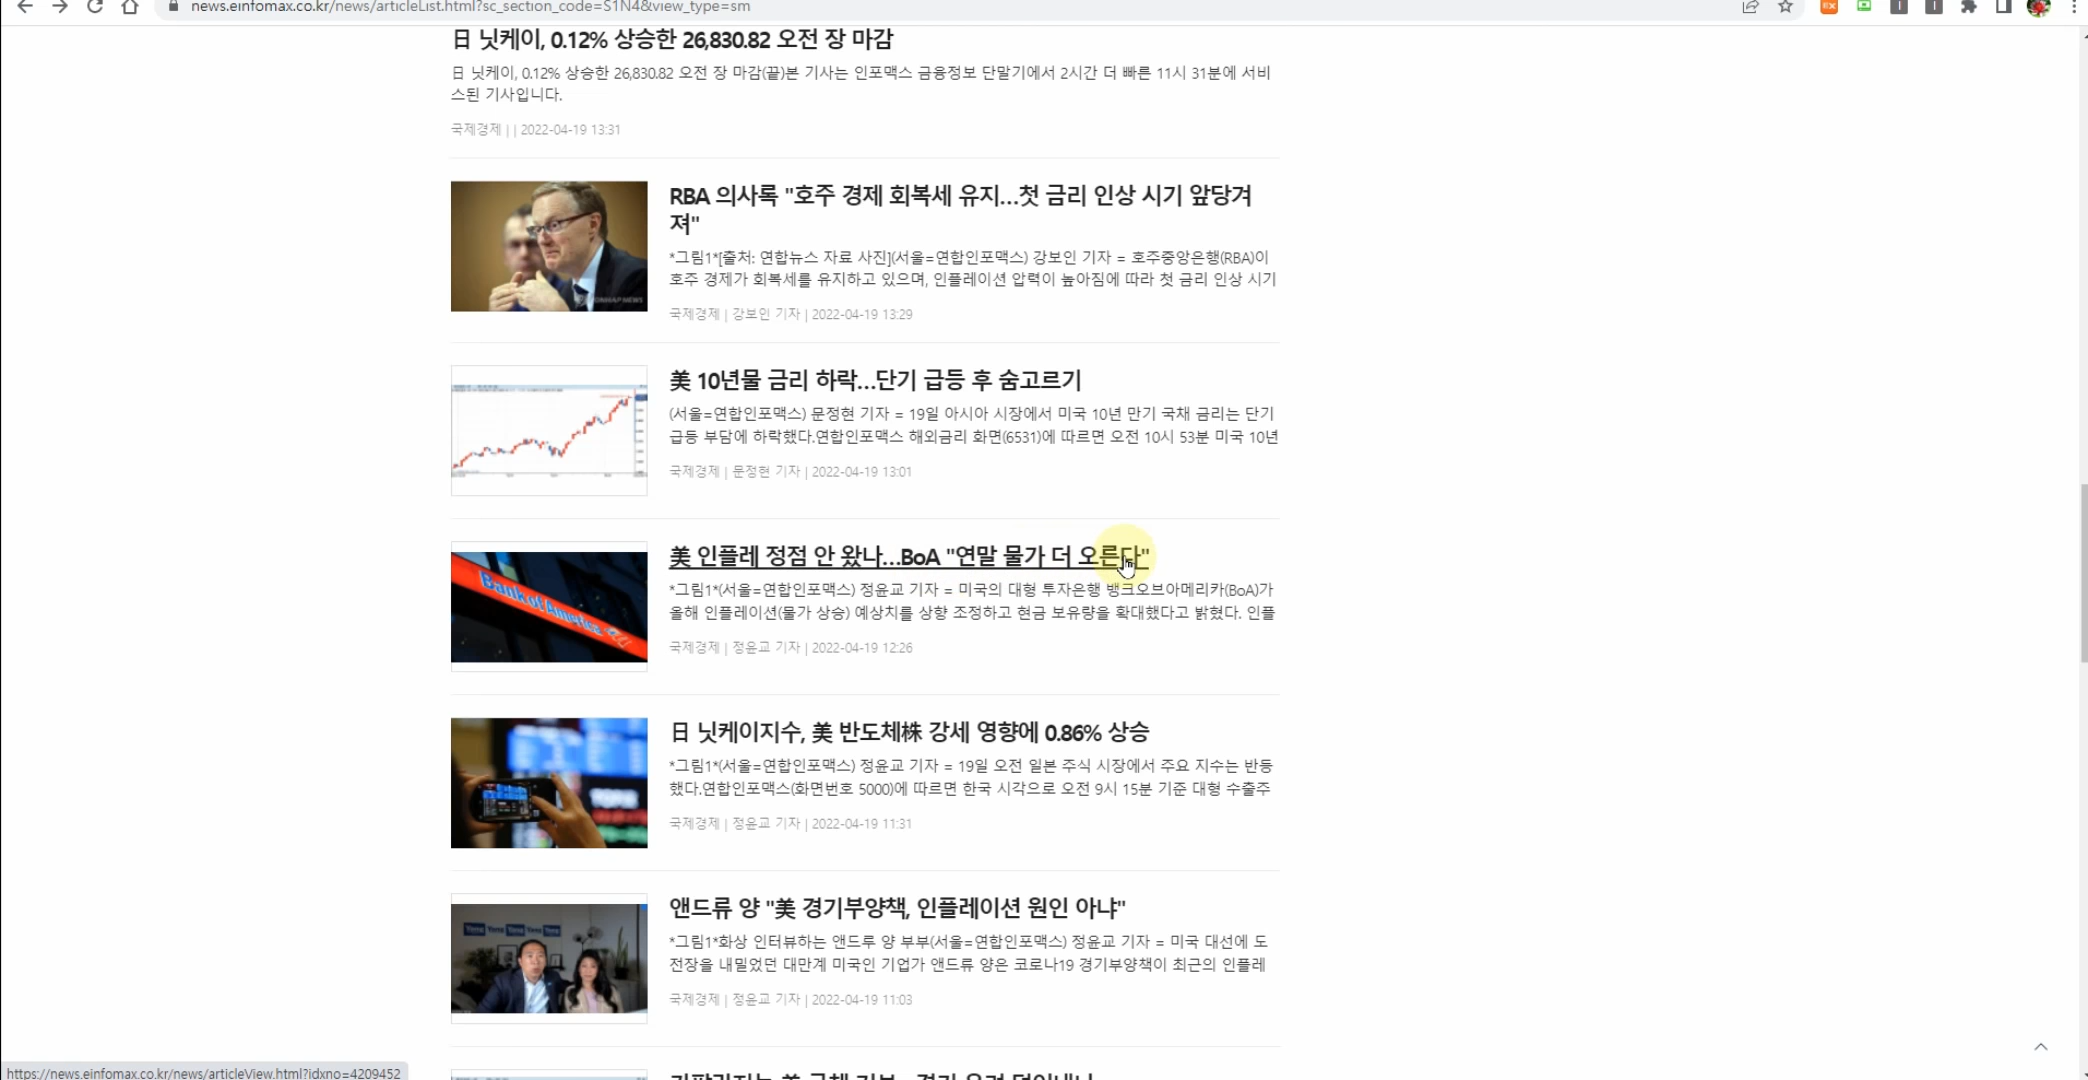 news.einfomax.co.kr/news/articleList.html?sc_section_code=S1N4&view_type=sm
日 닛케이, 0.12% 상승한 26,830.82 오전 장 마감
日 닛케이, 0.12% 상승한 26,830.82 오전 장 마감(끝)본 기사는 인포맥스 금융정보 단말기에서 2시간 더 빠른 11시 31분에 서비
스된 기사입니다.
국제경제 | | 2022-04-19 13:31
RBA 의사록 "호주 경제 회복세 유지…첫 금리 인상 시기 앞당겨
져"
*그림1*[출처: 연합뉴스 자료 사진](서울=연합인포맥스) 강보인 기자 = 호주중앙은행(RBA)이
호주 경제가 회복세를 유지하고 있으며, 인플레이션 압력이 높아짐에 따라 첫 금리 인상 시기
국제경제 | 강보인 기자 | 2022-04-19 13:29
美 10년물 금리 하락…단기 급등 후 숨고르기
(서울=연합인포맥스) 문정현 기자 = 19일 아시아 시장에서 미국 10년 만기 국채 금리는 단기
급등 부담에 하락했다.연합인포맥스 해외금리 화면(6531)에 따르면 오전 10시 53분 미국 10년
국제경제 | 문정현 기자 | 2022-04-19 13:01
美 인플레 정점 안 왔나…BoA "연말 물가 더 오른다"
Bank of America
*그림1*(서울=연합인포맥스) 정윤교 기자 = 미국의 대형 투자은행 뱅크오브아메리카(BoA)가
올해 인플레이션(물가 상승) 예상치를 상향 조정하고 현금 보유량을 확대했다고 밝혔다. 인플
국제경제 | 정윤교 기자 | 2022-04-19 12:26
日 닛케이지수, 美 반도체株 강세 영향에 0.86% 상승
*그림1*(서울=연합인포맥스) 정윤교 기자 = 19일 오전 일본 주식 시장에서 주요 지수는 반등
했다.연합인포맥스(화면번호 5000)에 따르면 한국 시각으로 오전 9시 15분 기준 대형 수출주
국제경제 | 정윤교 기자 | 2022-04-19 11:31
앤드류 양 "美 경기부양책, 인플레이션 원인 아냐"
*그림1*화상 인터뷰하는 앤드루 양 부부(서울=연합인포맥스) 정윤교 기자 = 미국 대선에 도
전장을 내밀었던 대만계 미국인 기업가 앤드류 양은 코로나19 경기부양책이 최근의 인플레
국제경제 | 정윤교 기자 | 2022-04-19 11:03
https://news.einfomax.co.kr/news/articleView.html?idxno=4209452